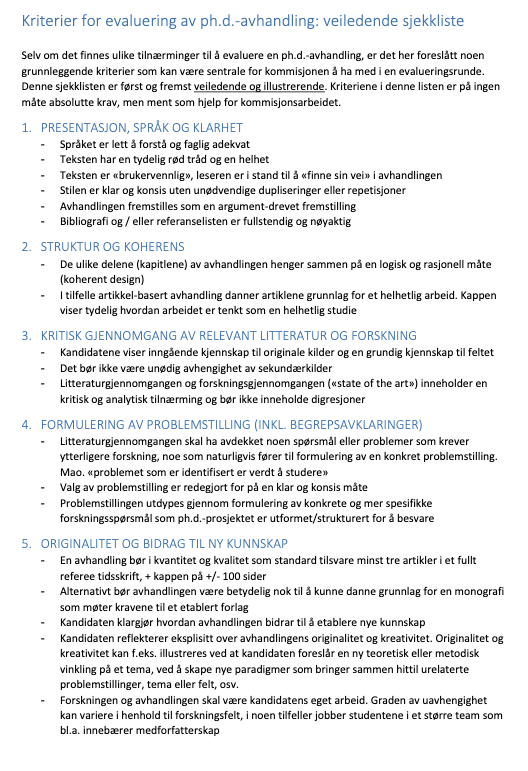 Kriterier for evaluering av ph.d.-avhandling: veiledende sjekkliste
Selv om det finnes ulike tilnærminger til å evaluere en ph.d.-avhandling, er det her foreslått noen
grunnleggende kriterier som kan være sentrale for kommisjonen å ha med i en evalueringsrunde.
Denne sjekklisten er først og fremst veiledende og illustrerende. Kriteriene i denne listen er på ingen
måte absolutte krav, men ment som hjelp for kommisjonsarbeidet.
1. PRESENTASJON, SPRÅK OG KLARHET
- Språket er lett å forstå og faglig adekvat
- Teksten har en tydelig rød tråd og en helhet
- Teksten er «brukervennlig», leseren er i stand til å «finne sin vei» i avhandlingen
- Stilen er klar og konsis uten unødvendige dupliseringer eller repetisjoner
- Avhandlingen fremstilles som en argument-drevet fremstilling
- Bibliografi og / eller referanselisten er fullstendig og nøyaktig
2. STRUKTUR OG KOHERENS
- De ulike delene (kapitlene) av avhandlingen henger sammen på en logisk og rasjonell måte
(koherent design)
- I tilfelle artikkel-basert avhandling danner artiklene grunnlag for et helhetlig arbeid. Kappen
viser tydelig hvordan arbeidet er tenkt som en helhetlig studie
3. KRITISK GJENNOMGANG AV RELEVANT LITTERATUR OG FORSKNING
- Kandidatene viser inngående kjennskap til originale kilder og en grundig kjennskap til feltet
- Det bør ikke være unødig avhengighet av sekundærkilder
- Litteraturgjennomgangen og forskningsgjennomgangen («state of the art») inneholder en
kritisk og analytisk tilnærming og bør ikke inneholde digresjoner
4. FORMULERING AV PROBLEMSTILLING (INKL. BEGREPSAVKLARINGER)
- Litteraturgjennomgangen skal ha avdekket noen spørsmål eller problemer som krever
ytterligere forskning, noe som naturligvis fører til formulering av en konkret problemstilling.
Mao. «problemet som er identifisert er verdt å studere»
- Valg av problemstilling er redegjort for på en klar og konsis måte
- Problemstillingen utdypes gjennom formulering av konkrete og mer spesifikke
forskningsspørsmål som ph.d.-prosjektet er utformet/strukturert for å besvare
5. ORIGINALITET OG BIDRAG TIL NY KUNNSKAP
- En avhandling bør i kvantitet og kvalitet som standard tilsvare minst tre artikler i et fullt
referee tidsskrift, + kappen på +/- 100 sider
- Alternativt bør avhandlingen være betydelig nok til å kunne danne grunnlag for en monografi
som møter kravene til et etablert forlag
- Kandidaten klargjør hvordan avhandlingen bidrar til å etablere nye kunnskap
- Kandidaten reflekterer eksplisitt over avhandlingens originalitet og kreativitet. Originalitet og
kreativitet kan f.eks. illustreres ved at kandidaten foreslår en ny teoretisk eller metodisk
vinkling på et tema, ved å skape nye paradigmer som bringer sammen hittil urelaterte
problemstillinger, tema eller felt, osv.
- Forskningen og avhandlingen skal være kandidatens eget arbeid. Graden av uavhengighet
kan variere i henhold til forskningsfelt, i noen tilfeller jobber studentene i et større team som
bl.a. innebærer medforfatterskap